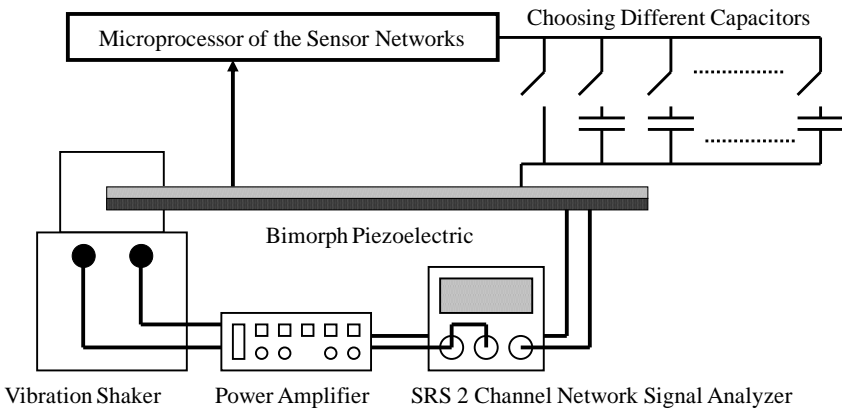 Choosing Different Capacitors
Microprocessor of the Sensor Networks
Bimorph Piezoelectric
Vibration Shaker
Power Amplifier
SRS 2 Channel Network Signal Analyzer